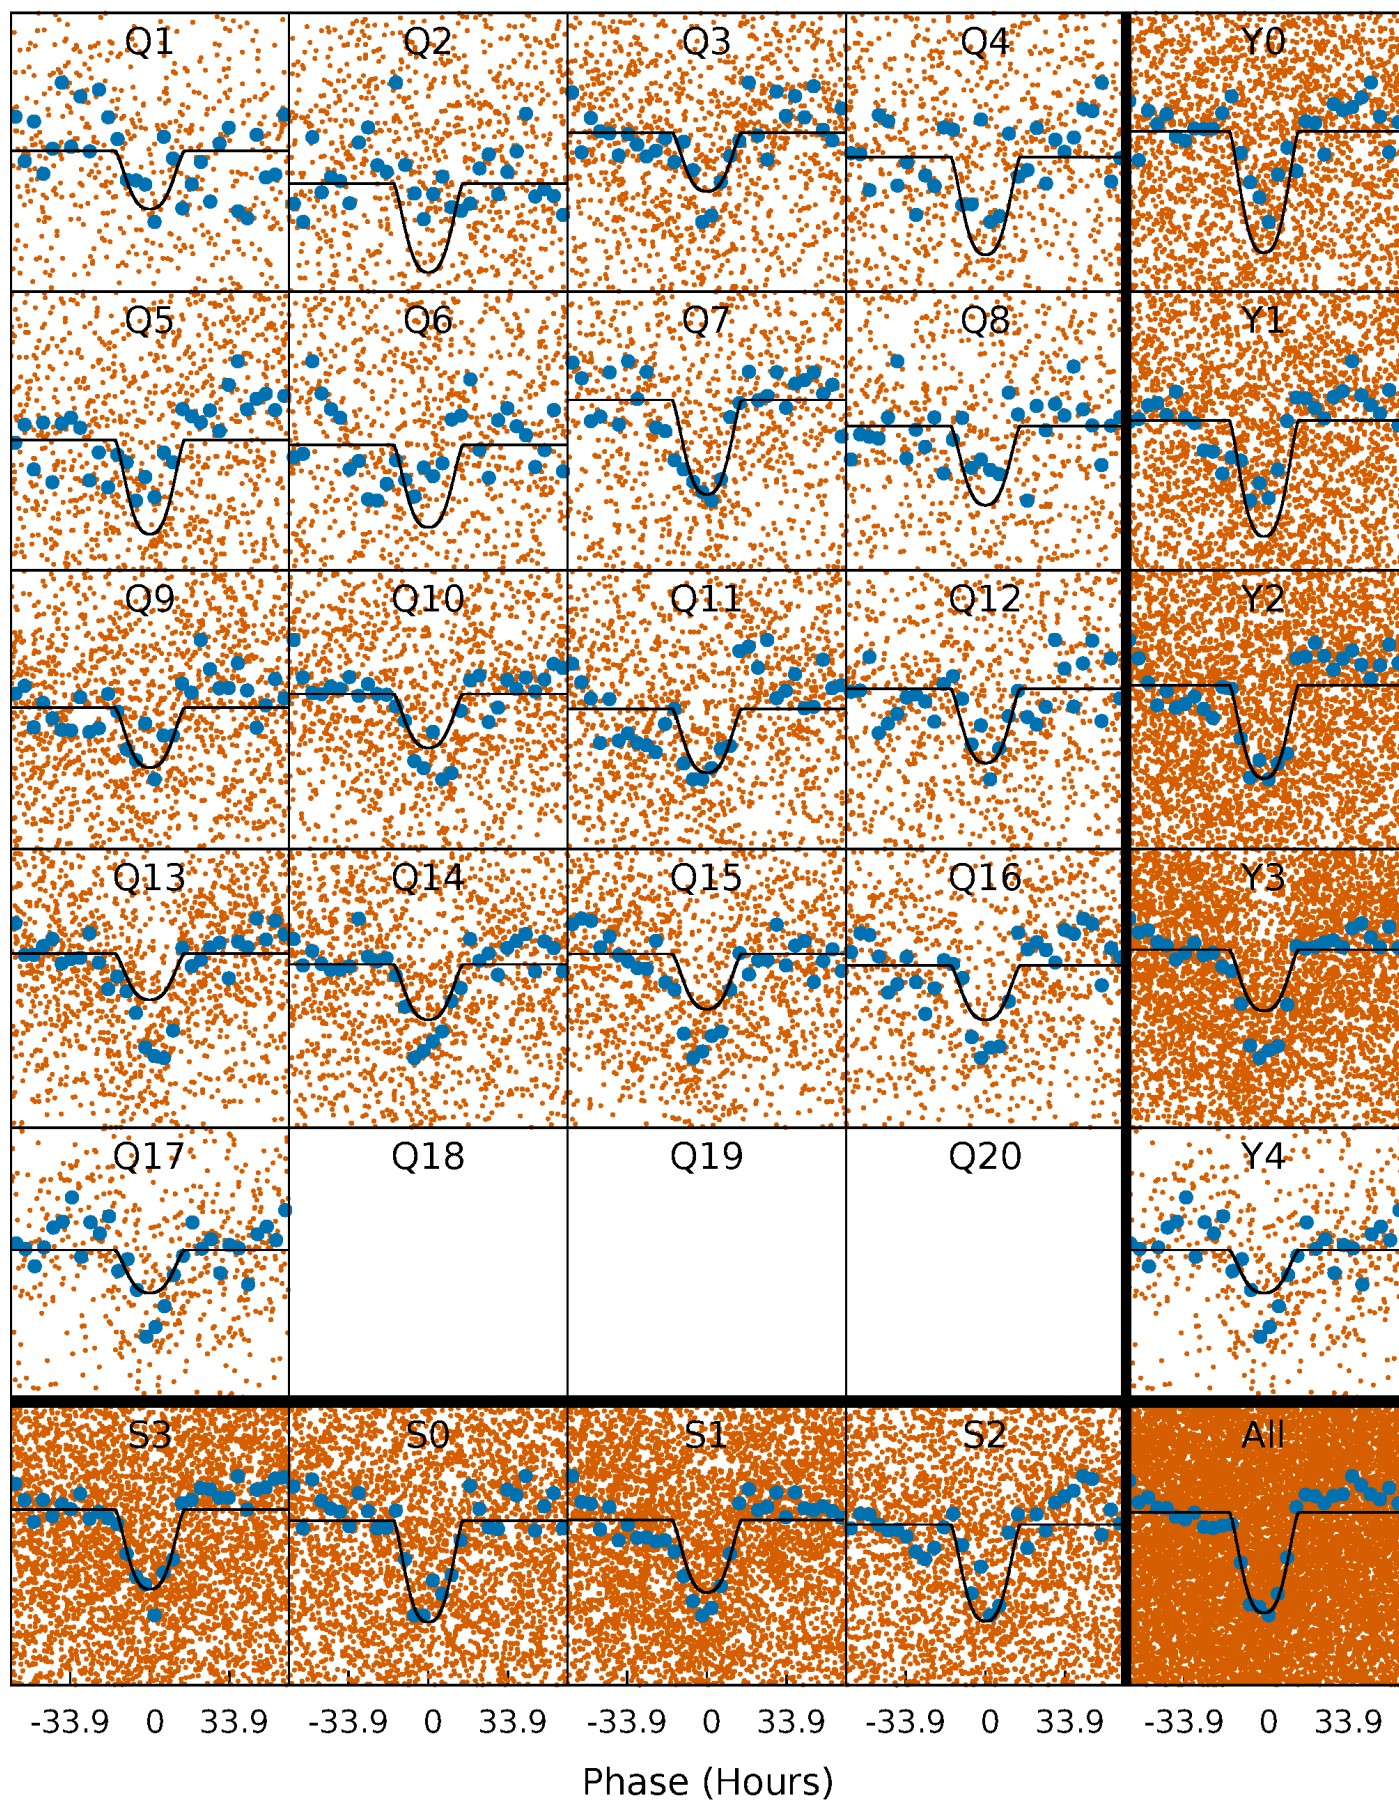 Q1 Q2 Q3 Q4 Y0
Q5 Q6 Q7 Q8 Y1
Q9 Q10 Q11 Q12 Y2
Q13 Q14 Q15 Q16 Y3
Q17 Q18 Q19 Q20 Y4
S3 S0 S1 S2 All
-33.9 0 33.9 -33.9 0 33.9 -33.9 0 33.9 -33.9 0 33.9 -33.9 0 33.9
Phase (Hours)